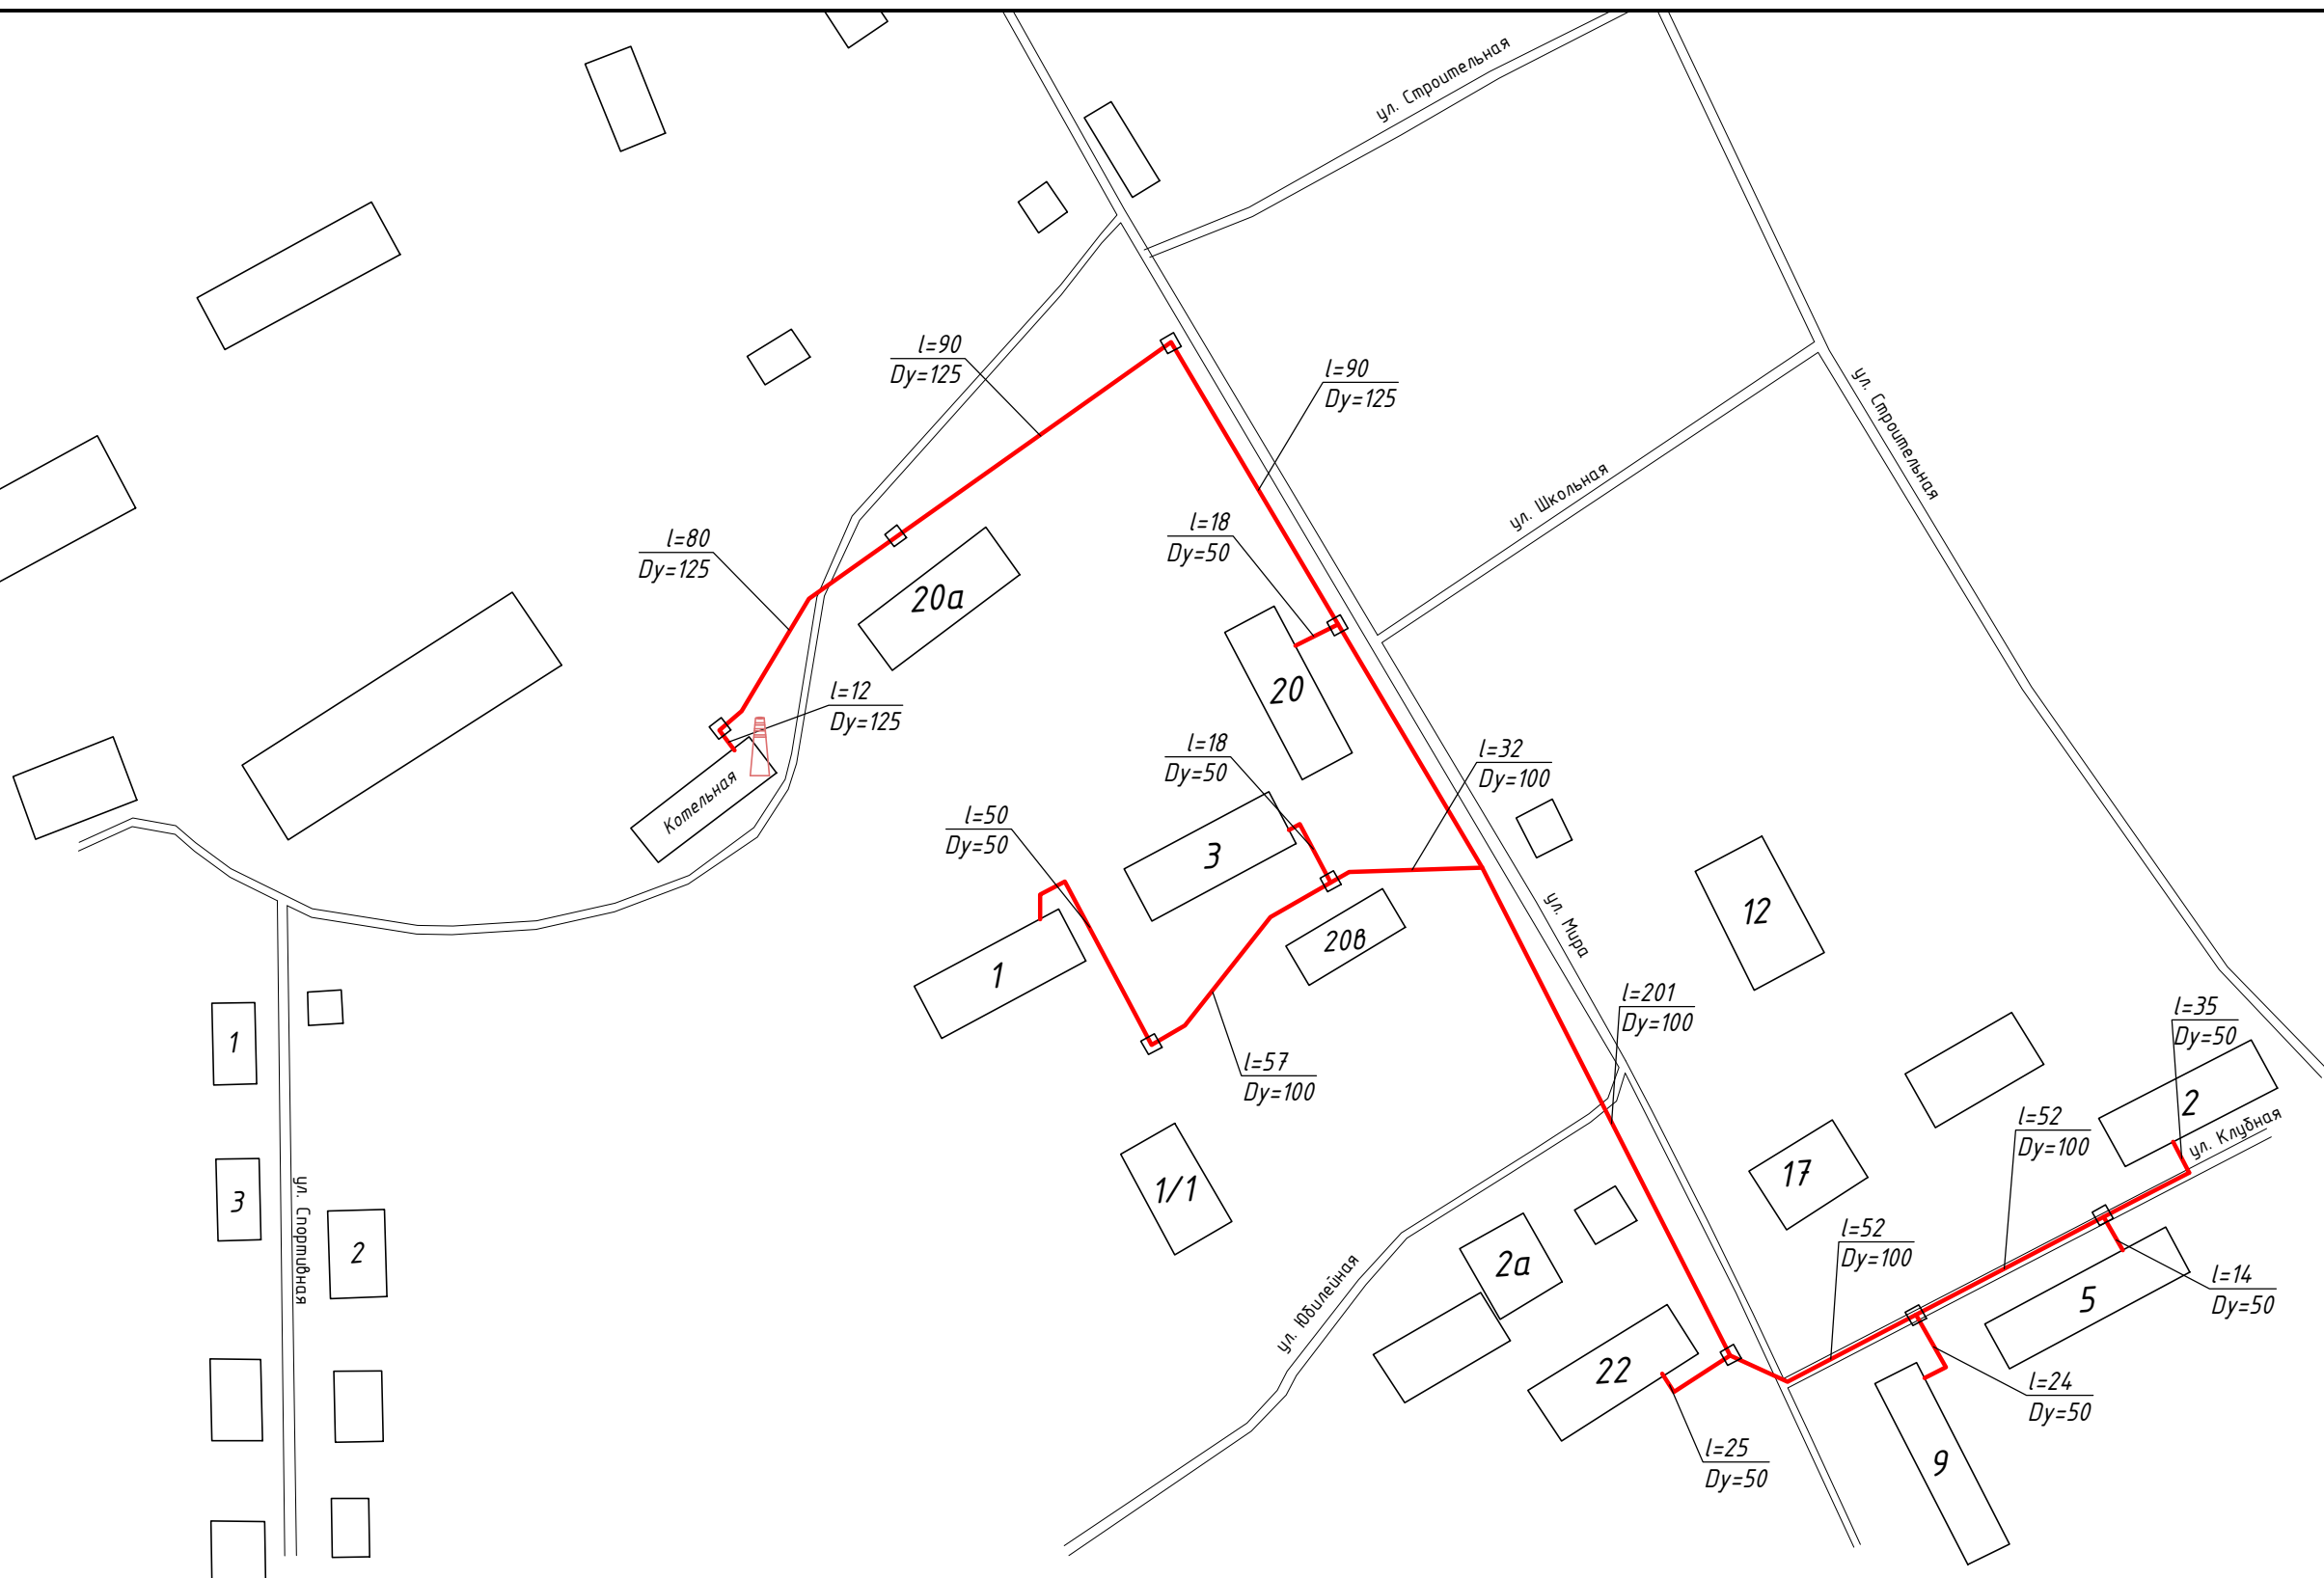 ул. Строительная
l=90
Dy=125
l=90
Dy=125
ул. Строительная
ул. Школьная
l=18
Dy=50
l=80
Dy=125
20а
l=12
Dy=125
20
Котельная
l=18
Dy=50
l=32
Dy=100
l=50
Dy=50
3
ул. Мира
12
20в
1
l=201
Dy=100
l=35
Dy=50
1
l=57
Dy=100
2
l=52
Dy=100
ул. Клубная
17
1/1
3
ул. Спортивная
2
l=52
Dy=100
2а
ул. Юбилейная
l=14
Dy=50
5
22
l=24
Dy=50
l=25
Dy=50
9